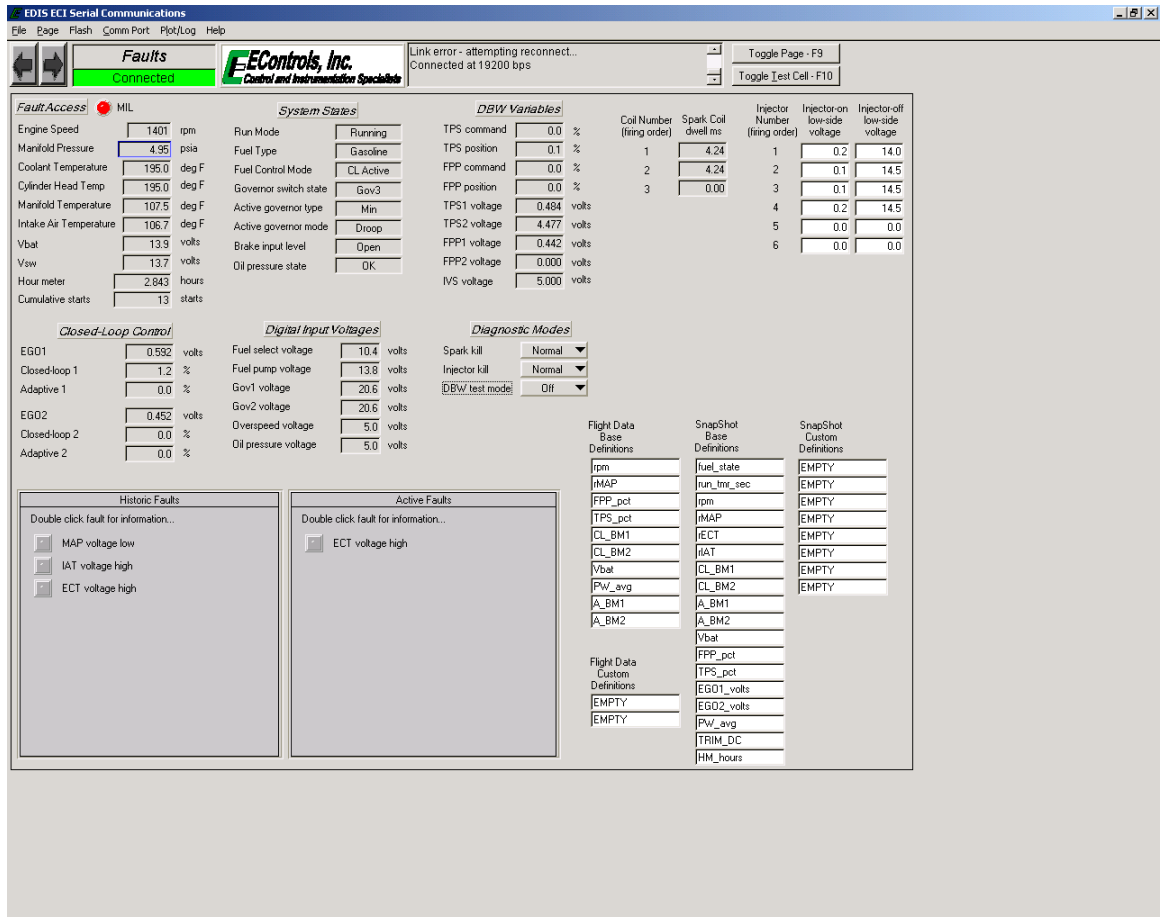 EDIS ECI Serial Communications
File Page Flash Comm Port Plot/Log Help
Faults
Connected
EControls, Inc.
Control and Instrumentation Specialists
Link error - attempting reconnect...
Connected at 19200 bps
Toggle Page - F9
Toggle Test Cell - F10
Fault Access MIL
Engine Speed 1401 rpm
Manifold Pressure 4.95 psia
Coolant Temperature 195.0 deg F
Cylinder Head Temp 195.0 deg F
Manifold Temperature 107.5 deg F
Intake Air Temperature 106.7 deg F
Vbat 13.9 volts
Vsw 13.7 volts
Hour meter 2.843 hours
Cumulative starts 13 starts
System States
Run Mode Running
Fuel Type Gasoline
Fuel Control Mode CL Active
Governor switch state Gov3
Active governor type Min
Active governor mode Droop
Brake input level Open
Oil pressure state OK
DBW Variables
TPS command 0.0 %
TPS position 0.1 %
FPP command 0.0 %
FPP position 0.0 %
TPS1 voltage 0.484 volts
TPS2 voltage 4.477 volts
FPP1 voltage 0.442 volts
FPP2 voltage 0.000 volts
IVS voltage 5.000 volts
Coil Number Spark Coil
(firing order) dwell ms
1 4.24
2 4.24
3 0.00
Injector Injector-on Injector-off
Number low-side low-side
(firing order) voltage voltage
1 0.2 14.0
2 0.1 14.5
3 0.1 14.5
4 0.2 14.5
5 0.0 0.0
6 0.0 0.0
Closed-Loop Control
EGO1 0.592 volts
Closed-loop 1 1.2 %
Adaptive 1 0.0 %
EGO2 0.452 volts
Closed-loop 2 0.0 %
Adaptive 2 0.0 %
Digital Input Voltages
Fuel select voltage 10.4 volts
Fuel pump voltage 13.8 volts
Gov1 voltage 20.6 volts
Gov2 voltage 20.6 volts
Overspeed voltage 5.0 volts
Oil pressure voltage 5.0 volts
Diagnostic Modes
Spark kill Normal
Injector kill Normal
DBW test mode Off
Historic Faults
Double click fault for information...
MAP voltage low
IAT voltage high
ECT voltage high
Active Faults
Double click fault for information...
ECT voltage high
Flight Data
Base
Definitions
rpm
rMAP
FPP_pct
TPS_pct
CL_BM1
CL_BM2
Vbat
PW_avg
A_BM1
A_BM2
Flight Data
Custom
Definitions
EMPTY
EMPTY
SnapShot
Base
Definitions
fuel_state
run_tmr_sec
rpm
rMAP
rECT
rIAT
CL_BM1
CL_BM2
A_BM1
A_BM2
Vbat
FPP_pct
TPS_pct
EGO1_volts
EGO2_volts
PW_avg
TRIM_DC
HM_hours
SnapShot
Custom
Definitions
EMPTY
EMPTY
EMPTY
EMPTY
EMPTY
EMPTY
EMPTY
EMPTY